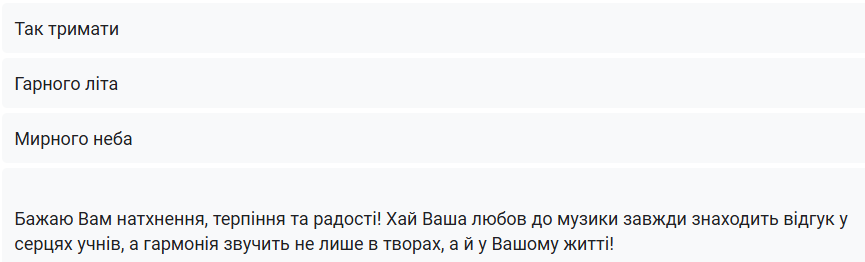 Так тримати
Гарного літа
Мирного неба
Бажаю Вам натхнення, терпіння та радості! Хай Ваша любов до музики завжди знаходить відгук у
серцях учнів, а гармонія звучить не лише в творах, а й у Вашому житті!